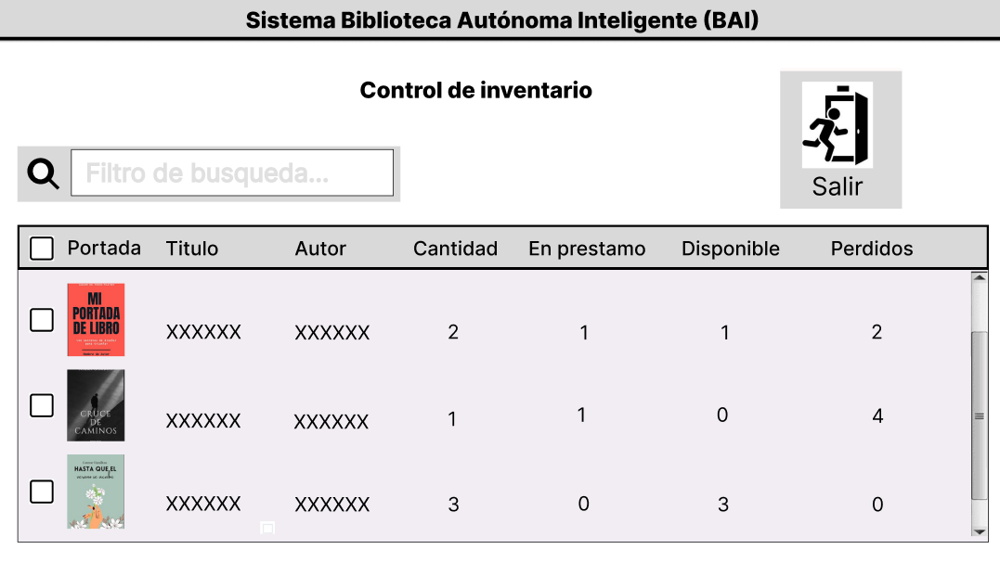 Sistema Biblioteca Autónoma Inteligente (BAI)
Control de inventario
Salir
Filtro de busqueda...
Portada Titulo Autor Cantidad En prestamo Disponible Perdidos
MI
PORTADA
DE LIBRO
XXXXXX XXXXXX 2 1 1 2
CRUCE
DE
CAMINOS
XXXXXX XXXXXX 1 1 0 4
HASTA QUE EL
XXXXXX XXXXXX 3 0 3 0